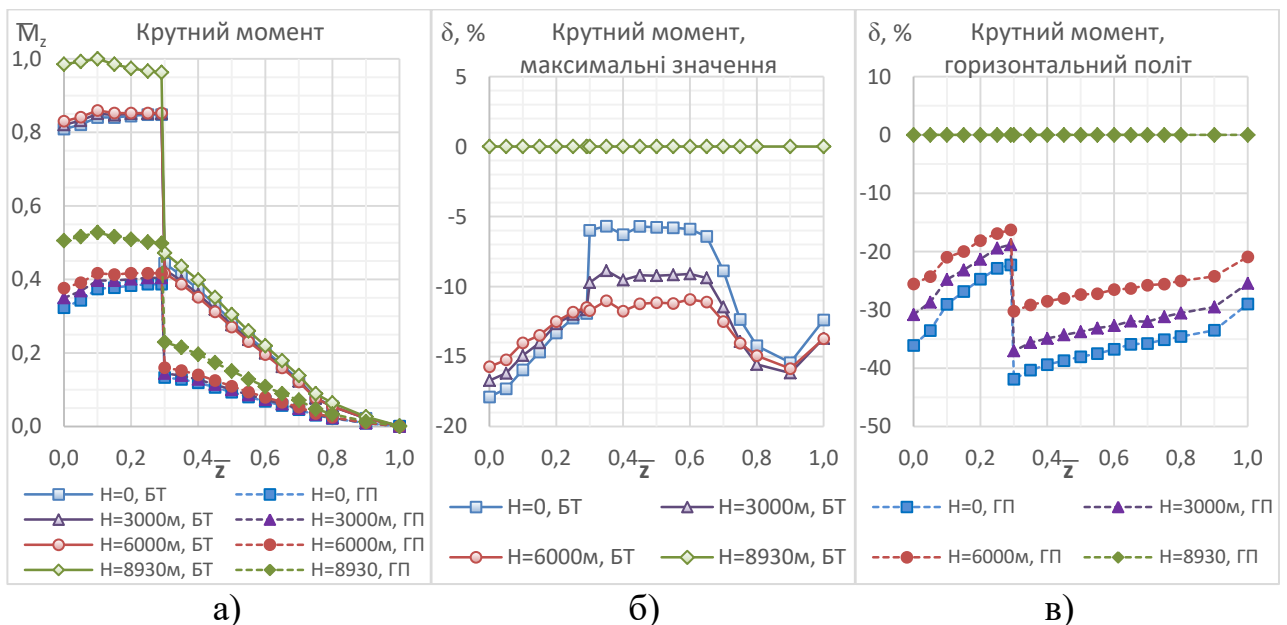 M̅z
Крутний момент
1,0
0,8
0,6
0,4
0,2
0,0
0,0 0,2 0,4 0,6 0,8 1,0
z̅
H=0, БТ H=0, ГП
H=3000м, БТ H=3000м, ГП
H=6000м, БТ H=6000м, ГП
H=8930м, БТ H=8930, ГП
а)
δ, %
Крутний момент,
максимальні значення
5
0
-5
-10
-15
-20
0,0 0,2 0,4 0,6 0,8 1,0
z̅
H=0, БТ H=3000м, БТ
H=6000м, БТ H=8930м, БТ
б)
δ, %
Крутний момент,
горизонтальний політ
10
0
-10
-20
-30
-40
-50
0,0 0,2 0,4 0,6 0,8 1,0
z̅
H=0, ГП H=3000м, ГП
H=6000м, ГП H=8930, ГП
в)